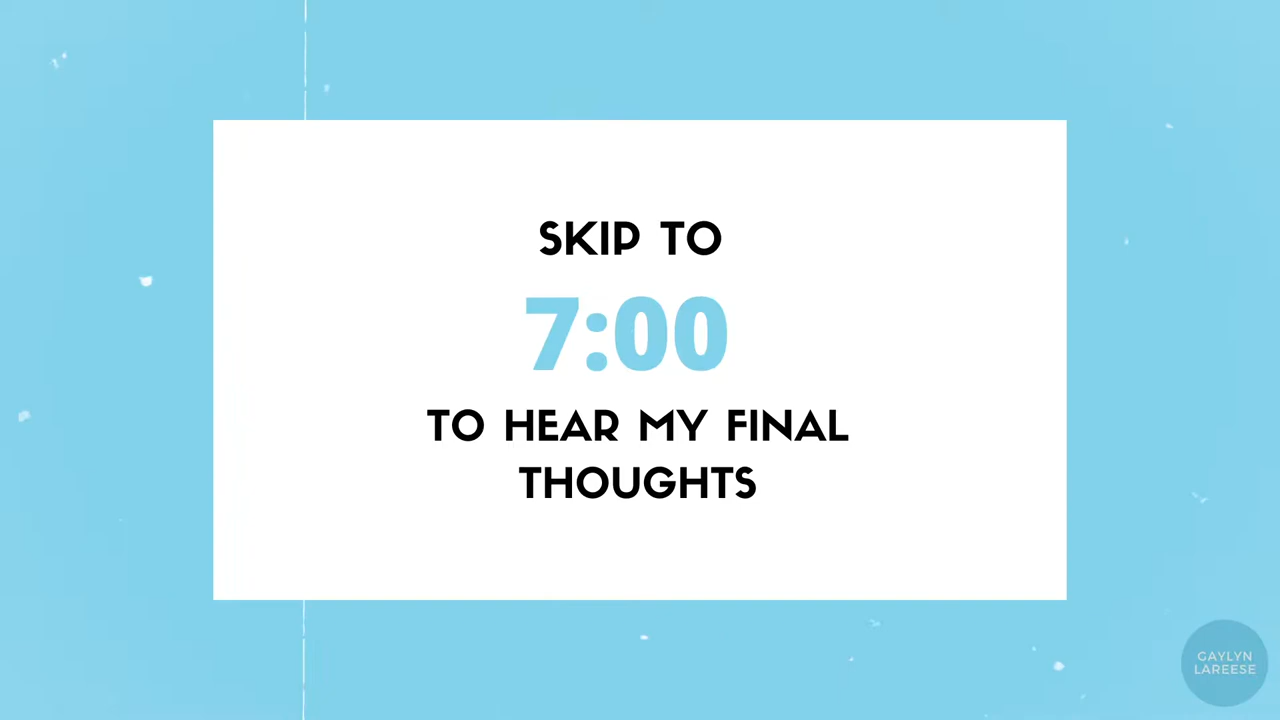 SKIP TO
7:00
TO HEAR MY FINAL
THOUGHTS
GAYLYN
LAREESE